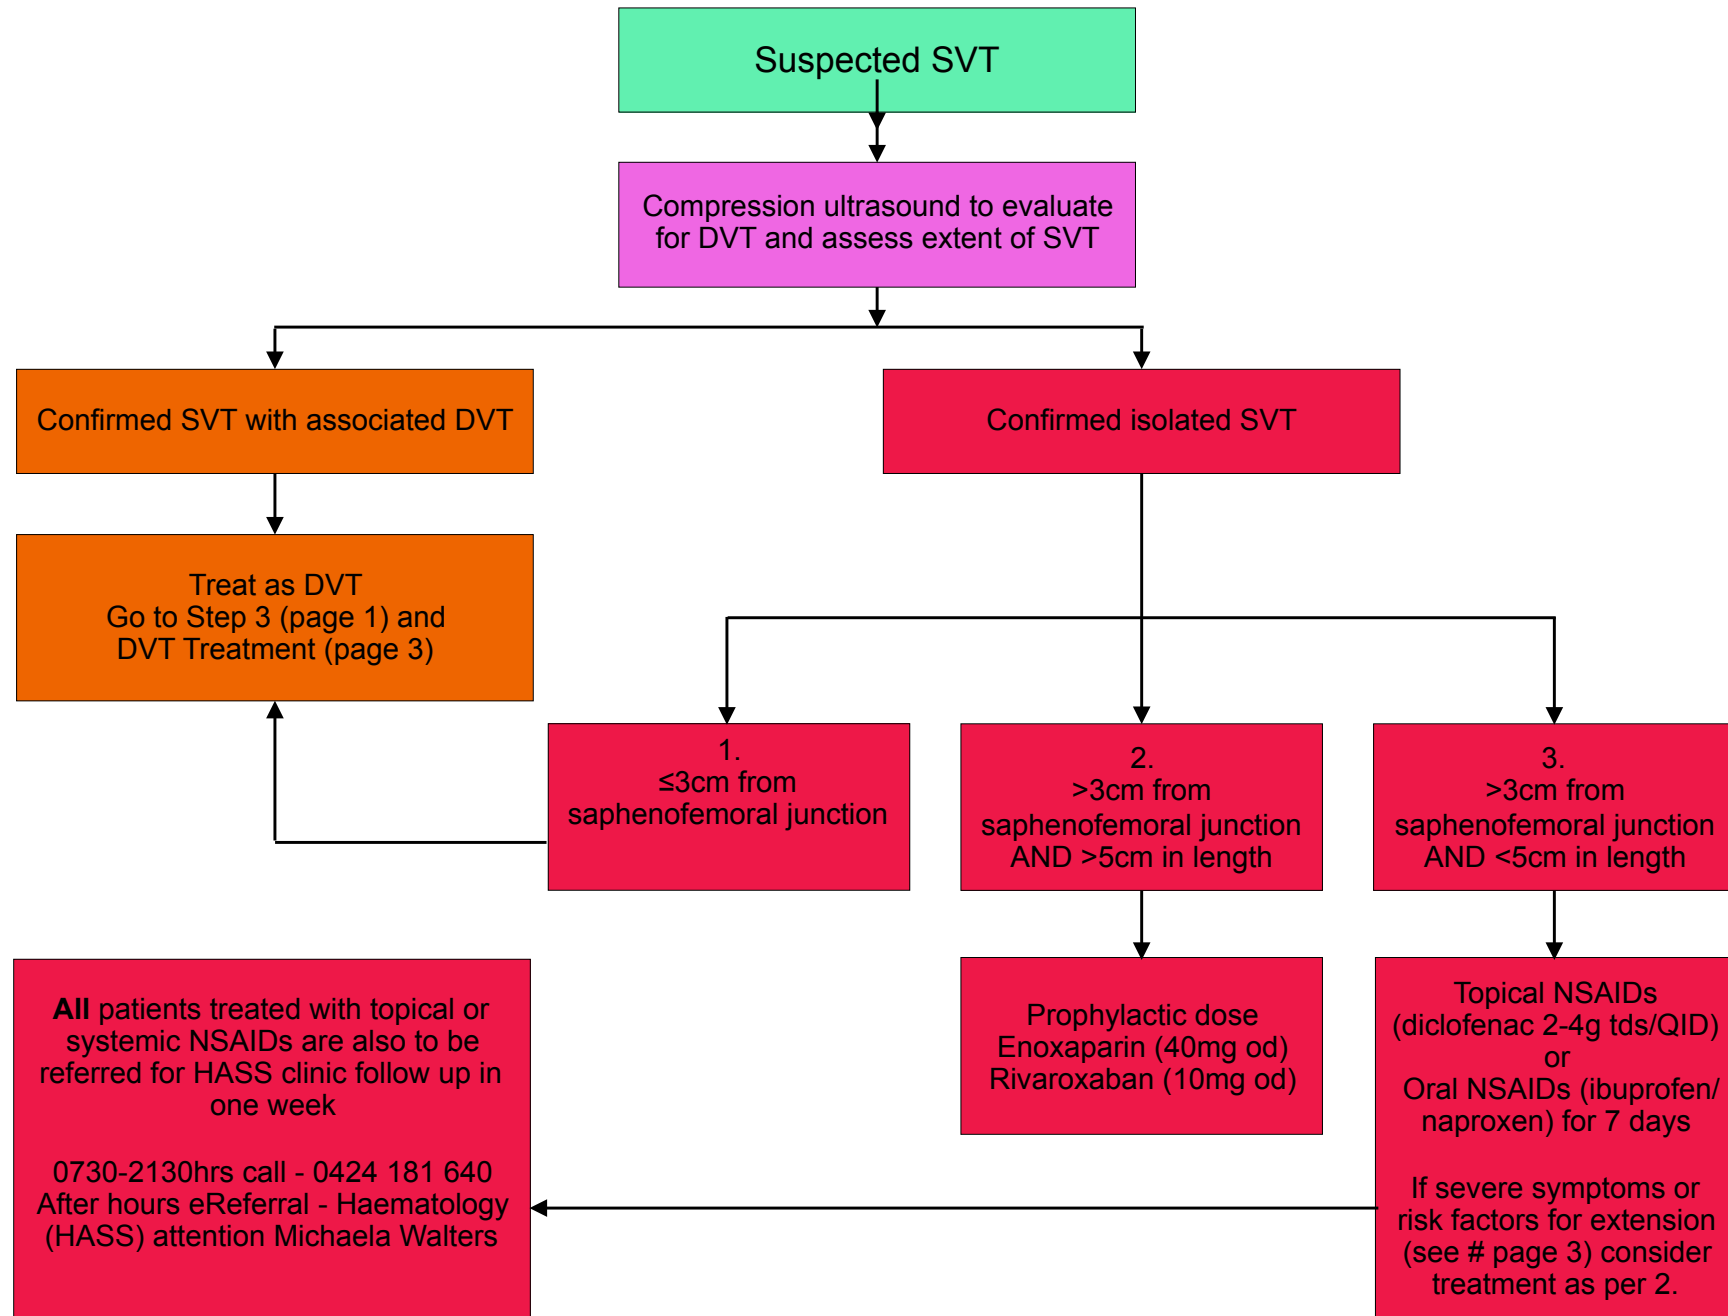 Suspected SVT
Compression ultrasound to evaluate
for DVT and assess extent of SVT
Confirmed SVT with associated DVT
Confirmed isolated SVT
Treat as DVT
Go to Step 3 (page 1) and
DVT Treatment (page 3)
1.
≤3cm from
saphenofemoral junction
2.
>3cm from
saphenofemoral junction
AND >5cm in length
3.
>3cm from
saphenofemoral junction
AND <5cm in length
All patients treated with topical or
systemic NSAIDs are also to be
referred for HASS clinic follow up in
one week
0730-2130hrs call - 0424 181 640
After hours eReferral - Haematology
(HASS) attention Michaela Walters
Prophylactic dose
Enoxaparin (40mg od)
Rivaroxaban (10mg od)
Topical NSAIDs
(diclofenac 2-4g tds/QID)
or
Oral NSAIDs (ibuprofen/
naproxen) for 7 days
If severe symptoms or
risk factors for extension
(see # page 3) consider
treatment as per 2.